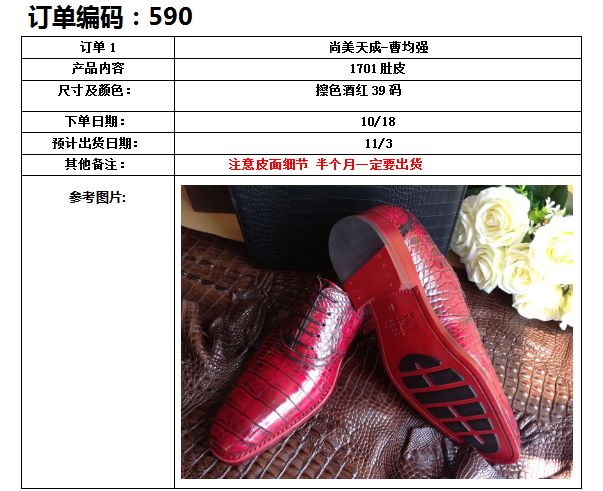 订单编码：590
订单 1 尚美天成-曹均强
产品内容 1701 肚皮
尺寸及颜色： 擦色酒红 39 码
下单日期： 10/18
预计出货日期： 11/3
其他备注： 注意皮面细节 半个月一定要出货
参考图片: